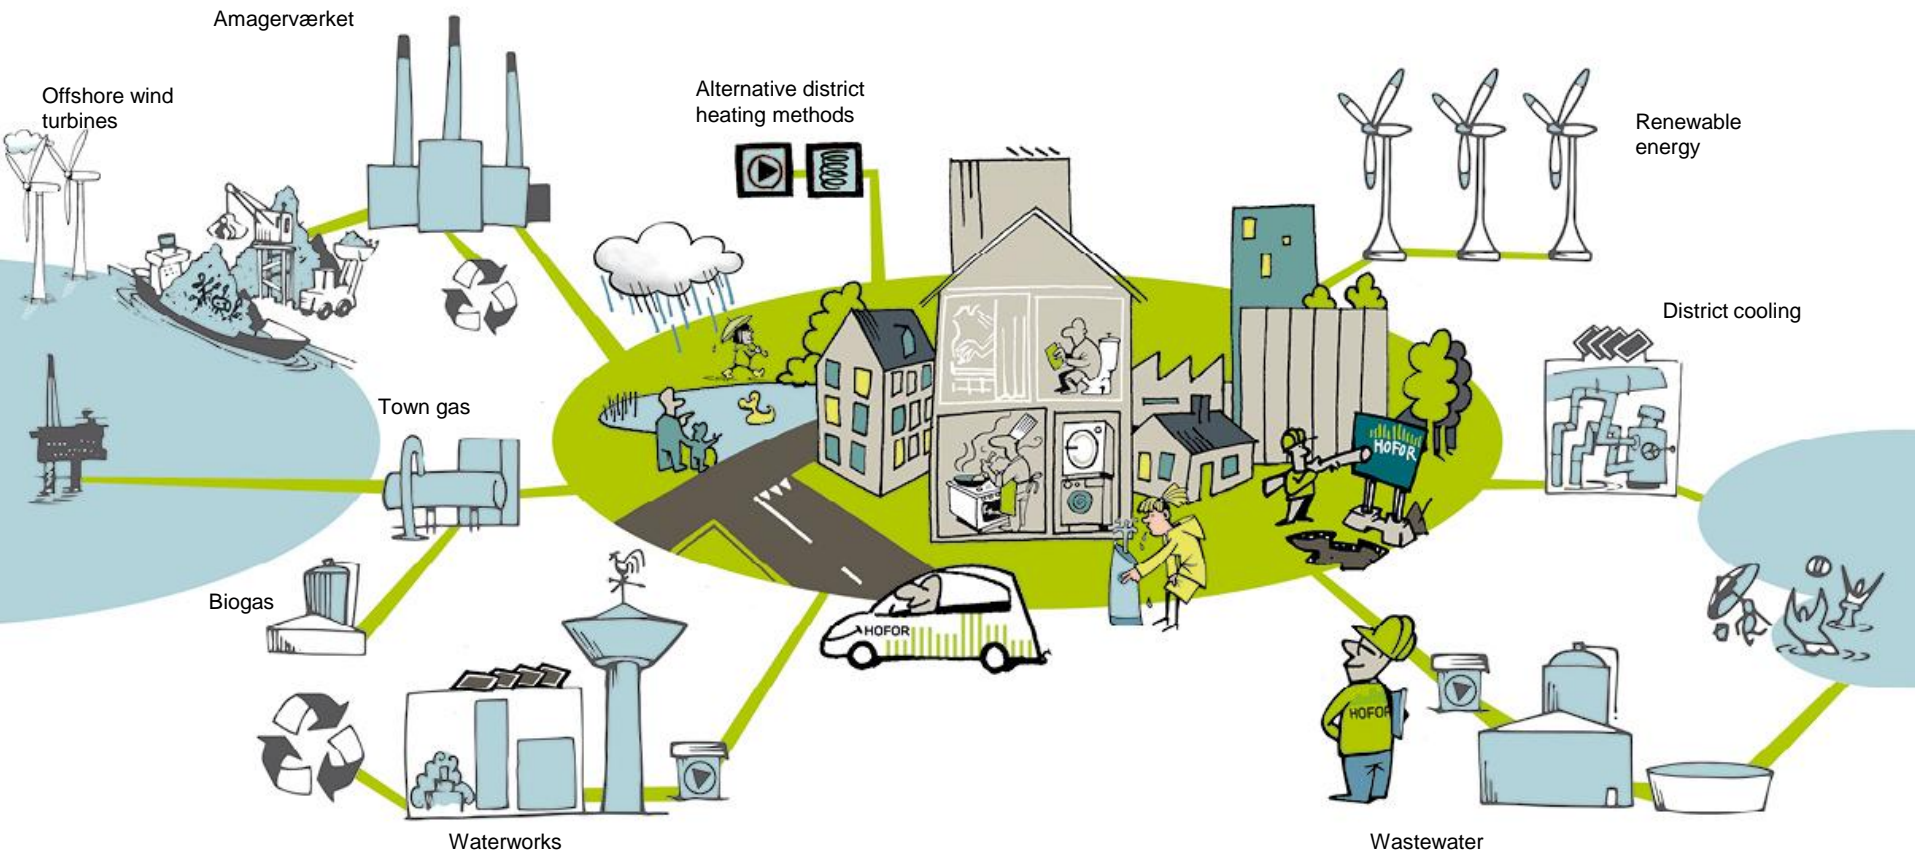 Amagerværket
Offshore wind
turbines
Alternative district
heating methods
Renewable
energy
District cooling
Town gas
HOFOR
Biogas
HOFOR
HOFOR
Waterworks
Wastewater